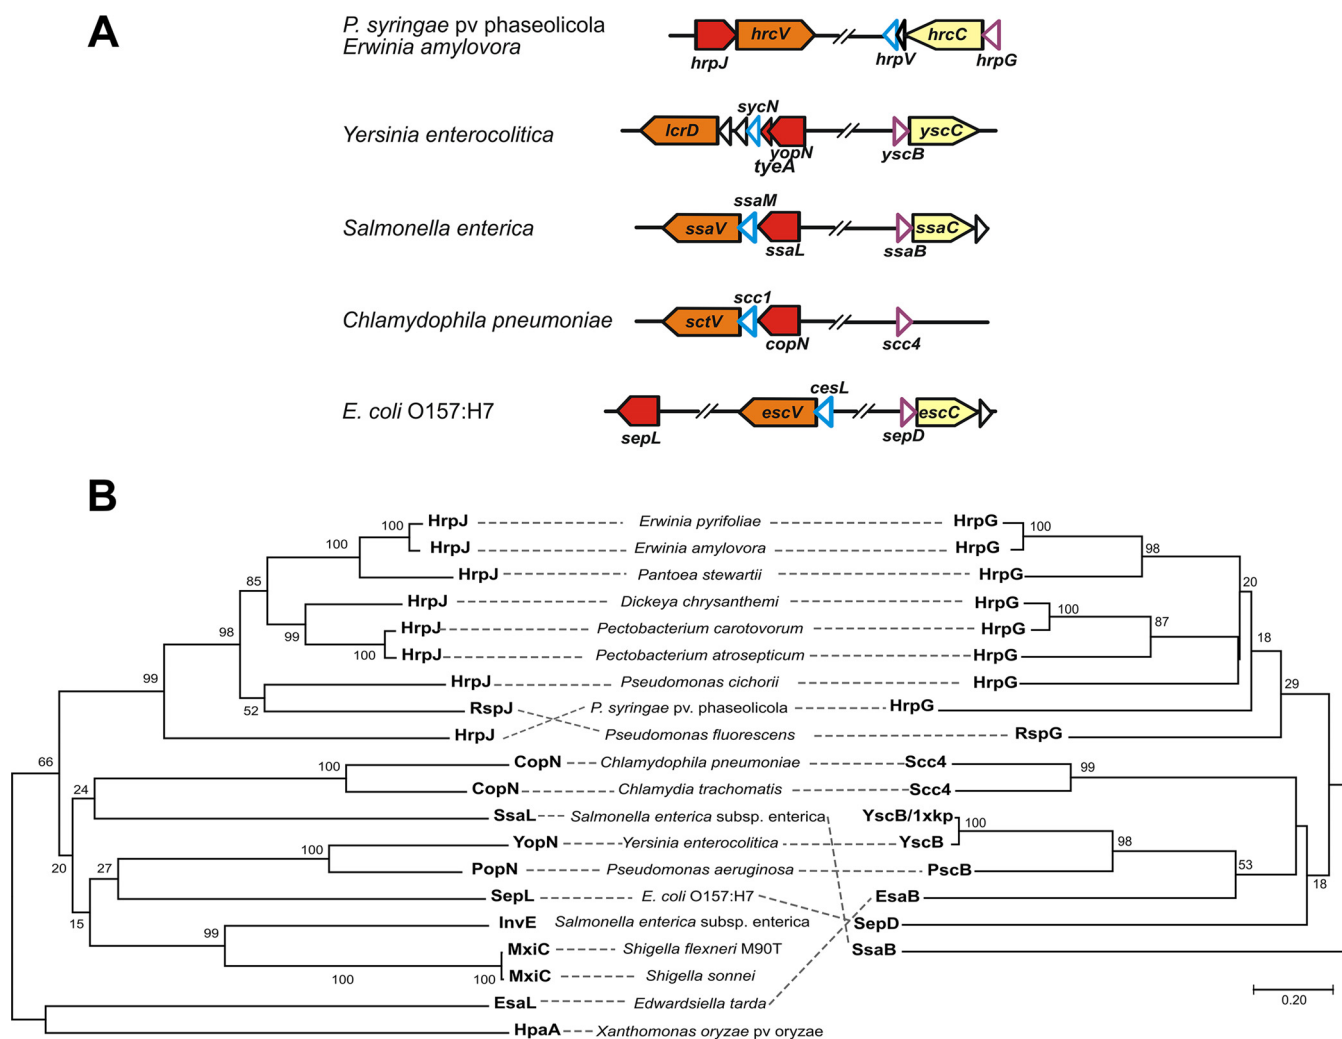 A
P. syringae pv phaseolicola
Erwinia amylovora
hrcV
hrcC
hrpJ
hrpV
hrpG
Yersinia enterocolitica
sycN
lcrD
yscC
yopN
tyeA
yscB
Salmonella enterica
ssaM
ssaV
ssaC
ssaL
ssaB
Chlamydophila pneumoniae
scc1
sctV
copN
scc4
E. coli O157:H7
cesL
escV
escC
sepL
sepD
B
100 HrpJ Erwinia pyrifoliae HrpG 100
100 HrpJ Erwinia amylovora HrpG 98
HrpJ Pantoea stewartii HrpG
85 20
HrpJ Dickeya chrysanthemi HrpG 100
98 99 HrpJ Pectobacterium carotovorum HrpG 87 18
100 HrpJ Pectobacterium atrosepticum HrpG
99 HrpJ Pseudomonas cichorii HrpG 29
52 RspJ P. syringae pv. phaseolicola HrpG
HrpJ Pseudomonas fluorescens RspG
66 100 CopN Chlamydophila pneumoniae Scc4 99
24 CopN Chlamydia trachomatis Scc4
SsaL Salmonella enterica subsp. enterica YscB/1xkp 100
100 YopN Yersinia enterocolitica YscB 98
20 27 PopN Pseudomonas aeruginosa PscB 53
18
SepL E. coli O157:H7 EsaB
15 99 InvE Salmonella enterica subsp. enterica SepD
MxiC Shigella flexneri M90T SsaB
100 100 MxiC Shigella sonnei
EsaL Edwardsiella tarda 0.20
HpaA Xanthomonas oryzae pv oryzae